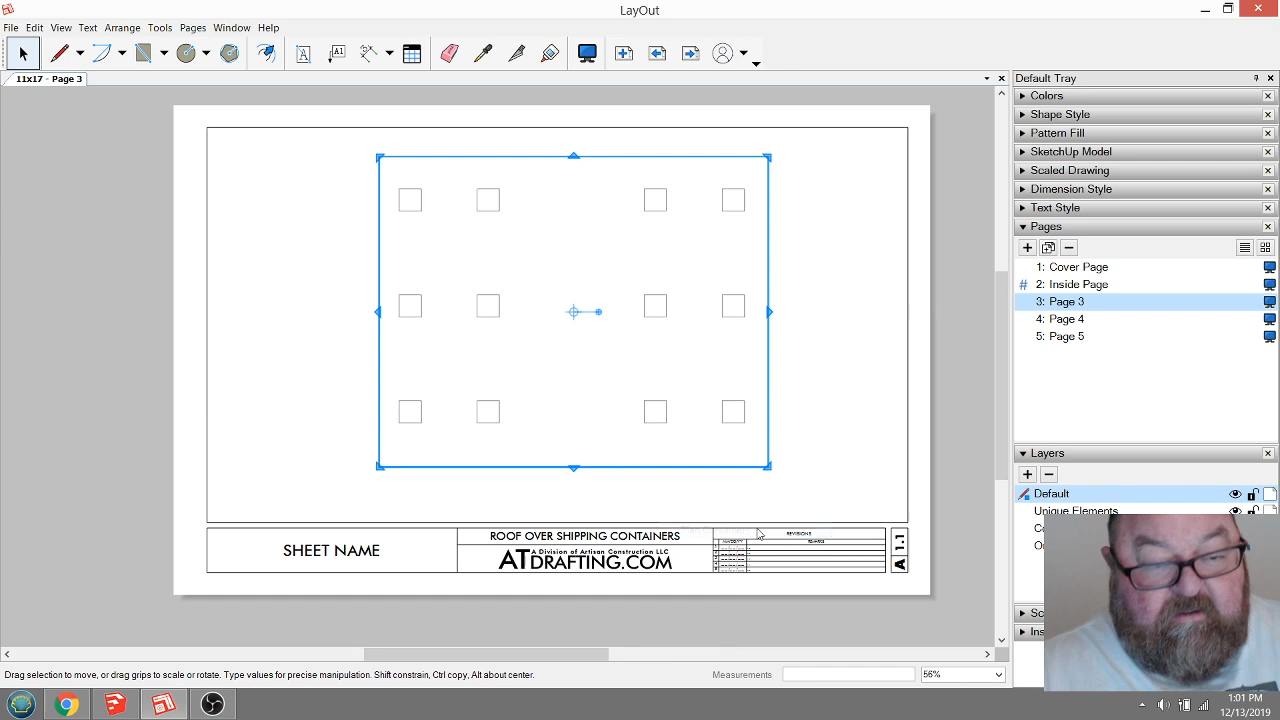 LayOut
File Edit View Text Arrange Tools Pages Window Help
11x17 - Page 3
Default Tray
Colors
Shape Style
Pattern Fill
SketchUp Model
Scaled Drawing
Dimension Style
Text Style
Pages
1: Cover Page
# 2: Inside Page
3: Page 3
4: Page 4
5: Page 5
Layers
Default
Unique Elements
SHEET NAME
ROOF OVER SHIPPING CONTAINERS
A Division of Artisan Construction LLC
ATDRAFTING.COM
REVISIONS
REMARKS
A 1.1
Drag selection to move, or drag grips to scale or rotate. Type values for precise manipulation. Shift constrain, Ctrl copy, Alt about center.
Measurements
56%
1:01 PM
12/13/2019